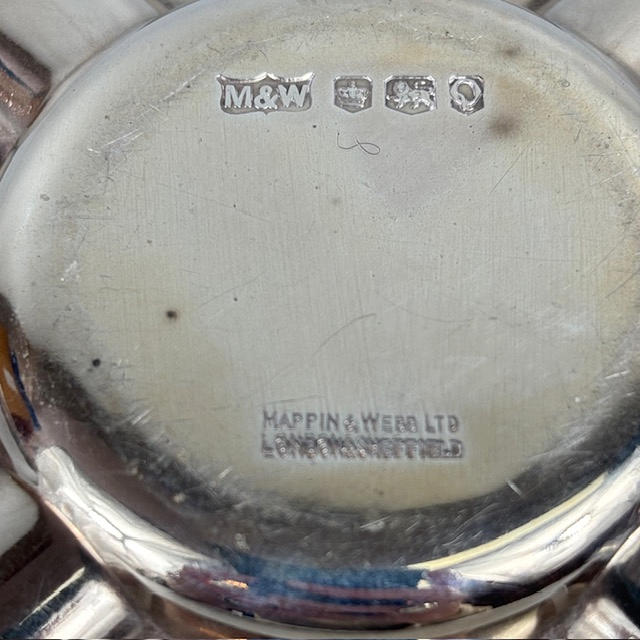 M&W
MAPPIN & WEBB LTD
LONDON & SHEFFIELD